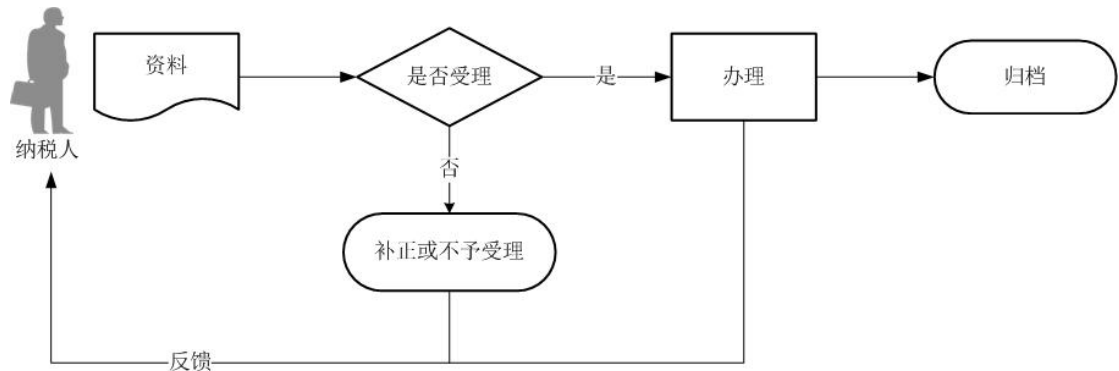 资料
是否受理
是
办理
归档
纳税人
否
补正或不予受理
反馈